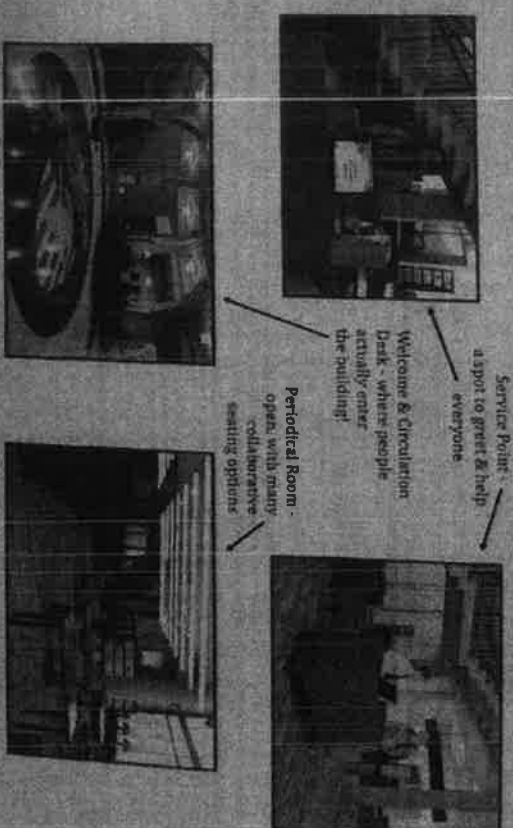 Service Point -
a spot to greet & help
everyone
Welcome & Circulation
Desk - where people
actually enter
the building!
Periodical Room -
open, with many
collaborative
seating options